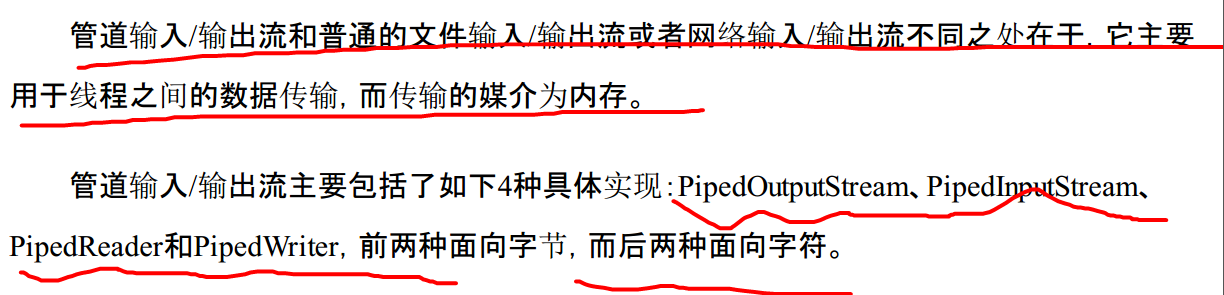 管道输入/输出流和普通的文件输入/输出流或者网络输入/输出流不同之处在于，它主要
用于线程之间的数据传输，而传输的媒介为内存。
管道输入/输出流主要包括了如下4种具体实现：PipedOutputStream、PipedInputStream、
PipedReader和PipedWriter，前两种面向字节，而后两种面向字符。